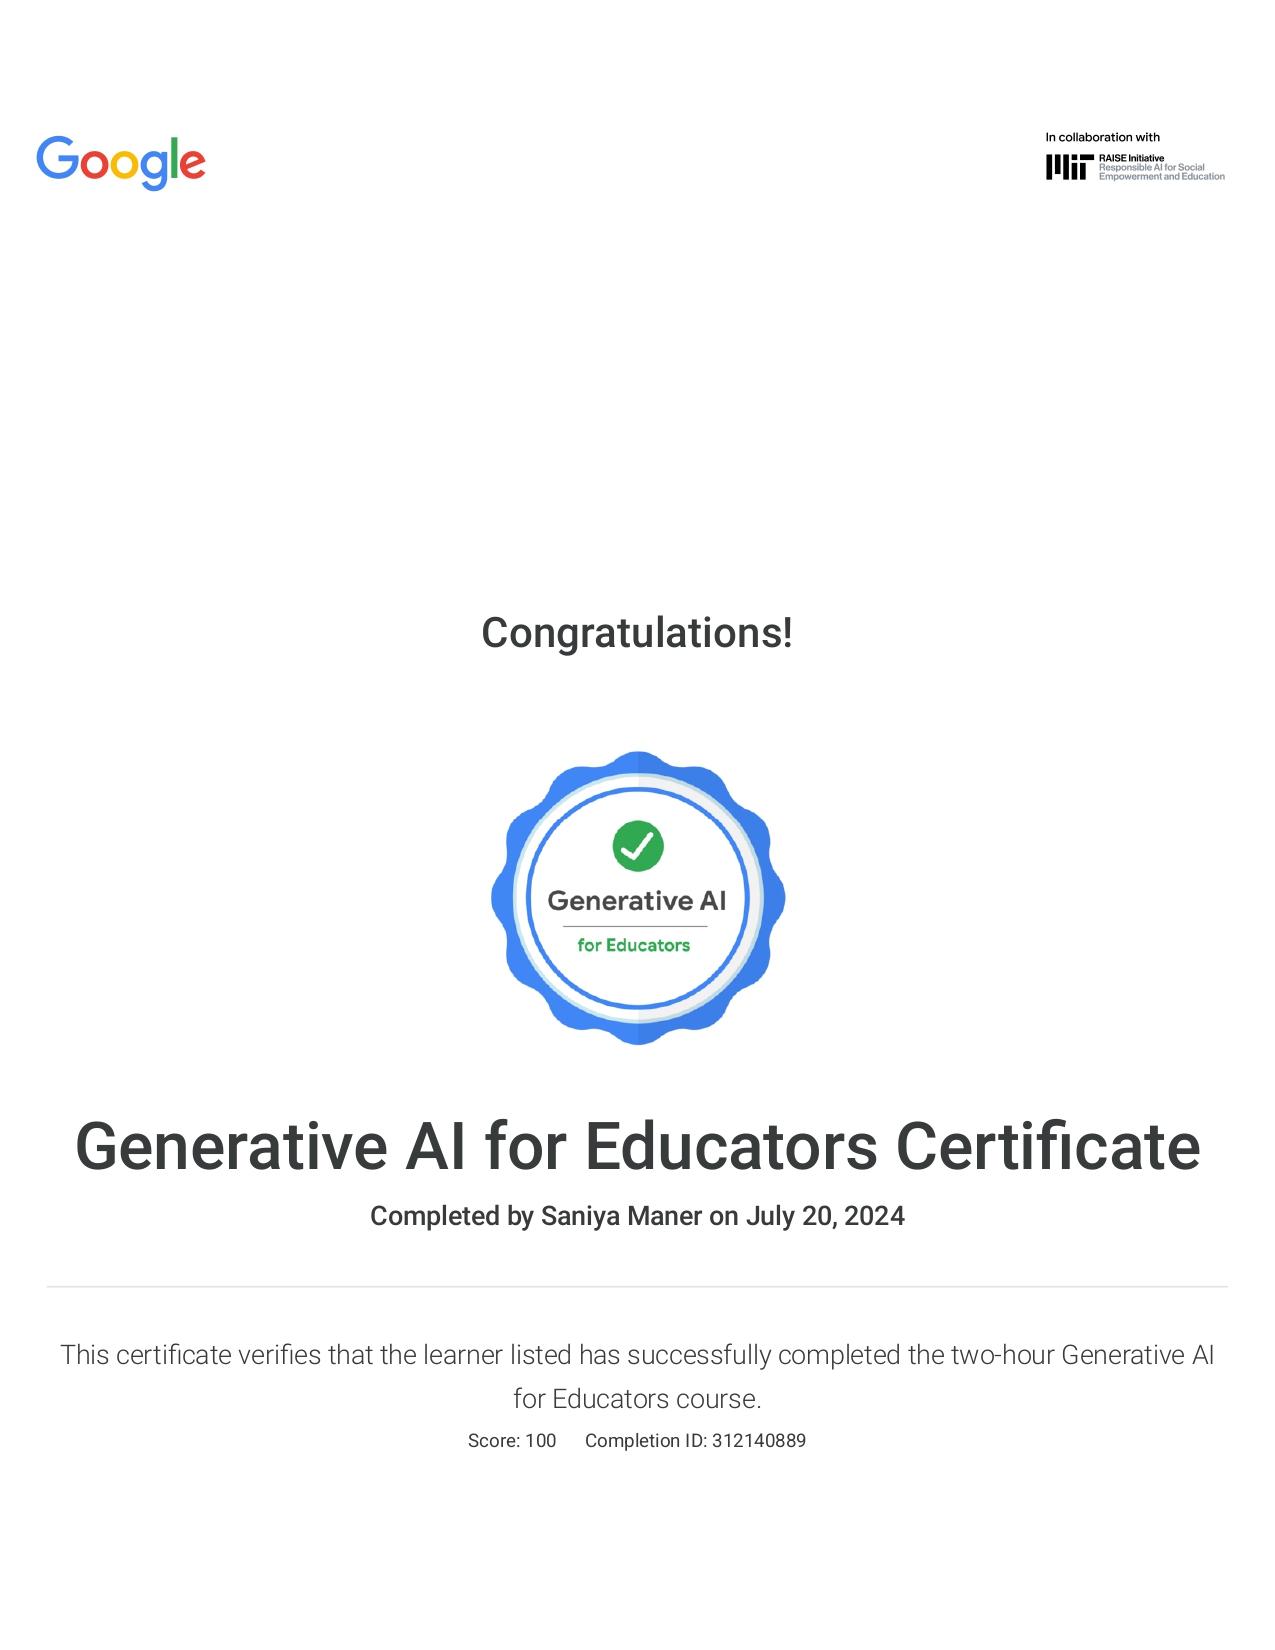 Google
In collaboration with
MIT RAISE Initiative
Responsible AI for Social
Empowerment and Education
Congratulations!
Generative AI
for Educators
Generative AI for Educators Certificate
Completed by Saniya Maner on July 20, 2024
This certificate verifies that the learner listed has successfully completed the two-hour Generative AI
for Educators course.
Score: 100 Completion ID: 312140889